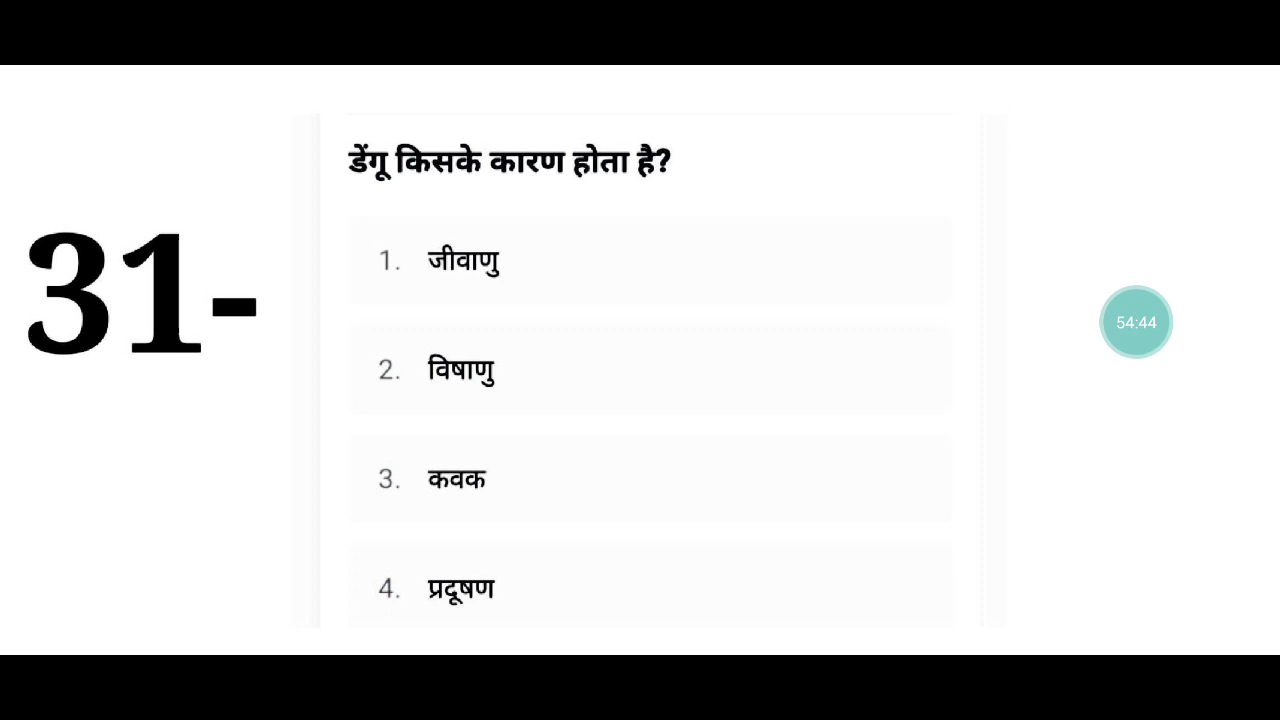 डेंगू किसके कारण होता है?
31-
1. जीवाणु
2. विषाणु
3. कवक
4. प्रदूषण
54:44